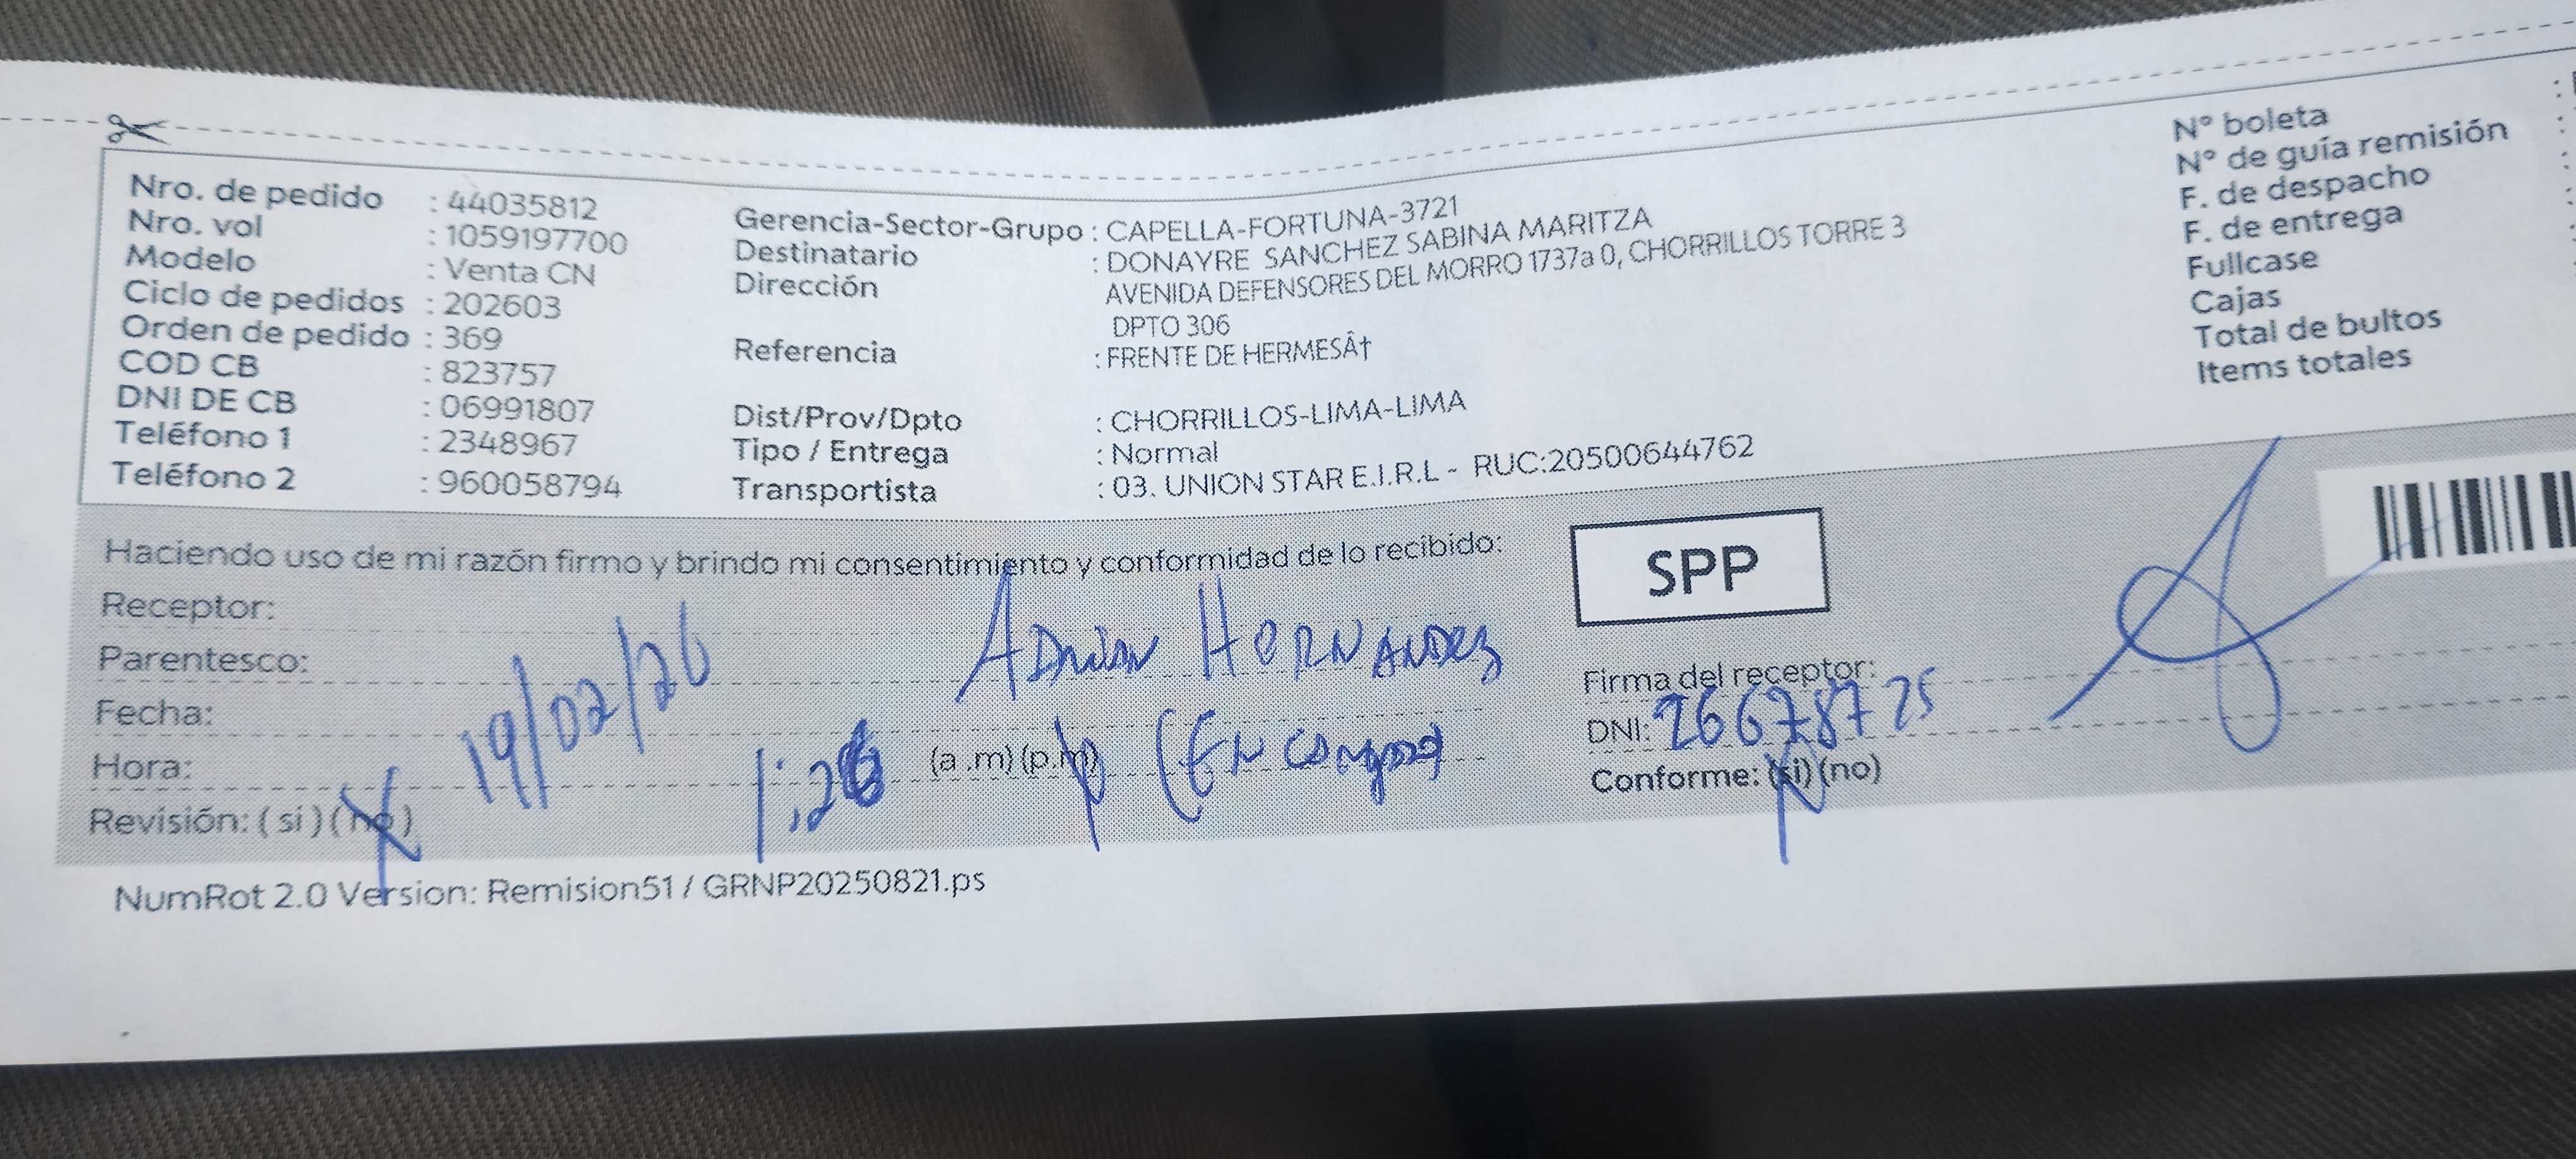 Nro. de pedido : 44035812
Nro. vol : 1059197700
Modelo : Venta CN
Ciclo de pedidos : 202603
Orden de pedido : 369
COD CB : 823757
DNI DE CB : 06991807
Teléfono 1 : 2348967
Teléfono 2 : 960058794
Gerencia-Sector-Grupo : CAPELLA-FORTUNA-3721
Destinatario : DONAYRE SANCHEZ SABINA MARITZA
Dirección AVENIDA DEFENSORES DEL MORRO 1737a 0, CHORRILLOS TORRE 3
DPTO 306
Referencia : FRENTE DE HERMESÂ†
Dist/Prov/Dpto : CHORRILLOS-LIMA-LIMA
Tipo / Entrega : Normal
Transportista : 03. UNION STAR E.I.R.L - RUC:20500644762
N° boleta :
N° de guía remisión :
F. de despacho :
F. de entrega :
Fullcase
Cajas
Total de bultos
Items totales
Haciendo uso de mi razón firmo y brindo mi consentimiento y conformidad de lo recibido:
SPP
Receptor: Adrian HERNANDEZ
Parentesco:
Fecha: 19/02/26
Hora: 1:26 (a.m) (p.m)
Revisión: (si) (no)
Firma del receptor:
DNI: 26678725
Conforme: (si) (no)
NumRot 2.0 Version: Remision51 / GRNP20250821.ps